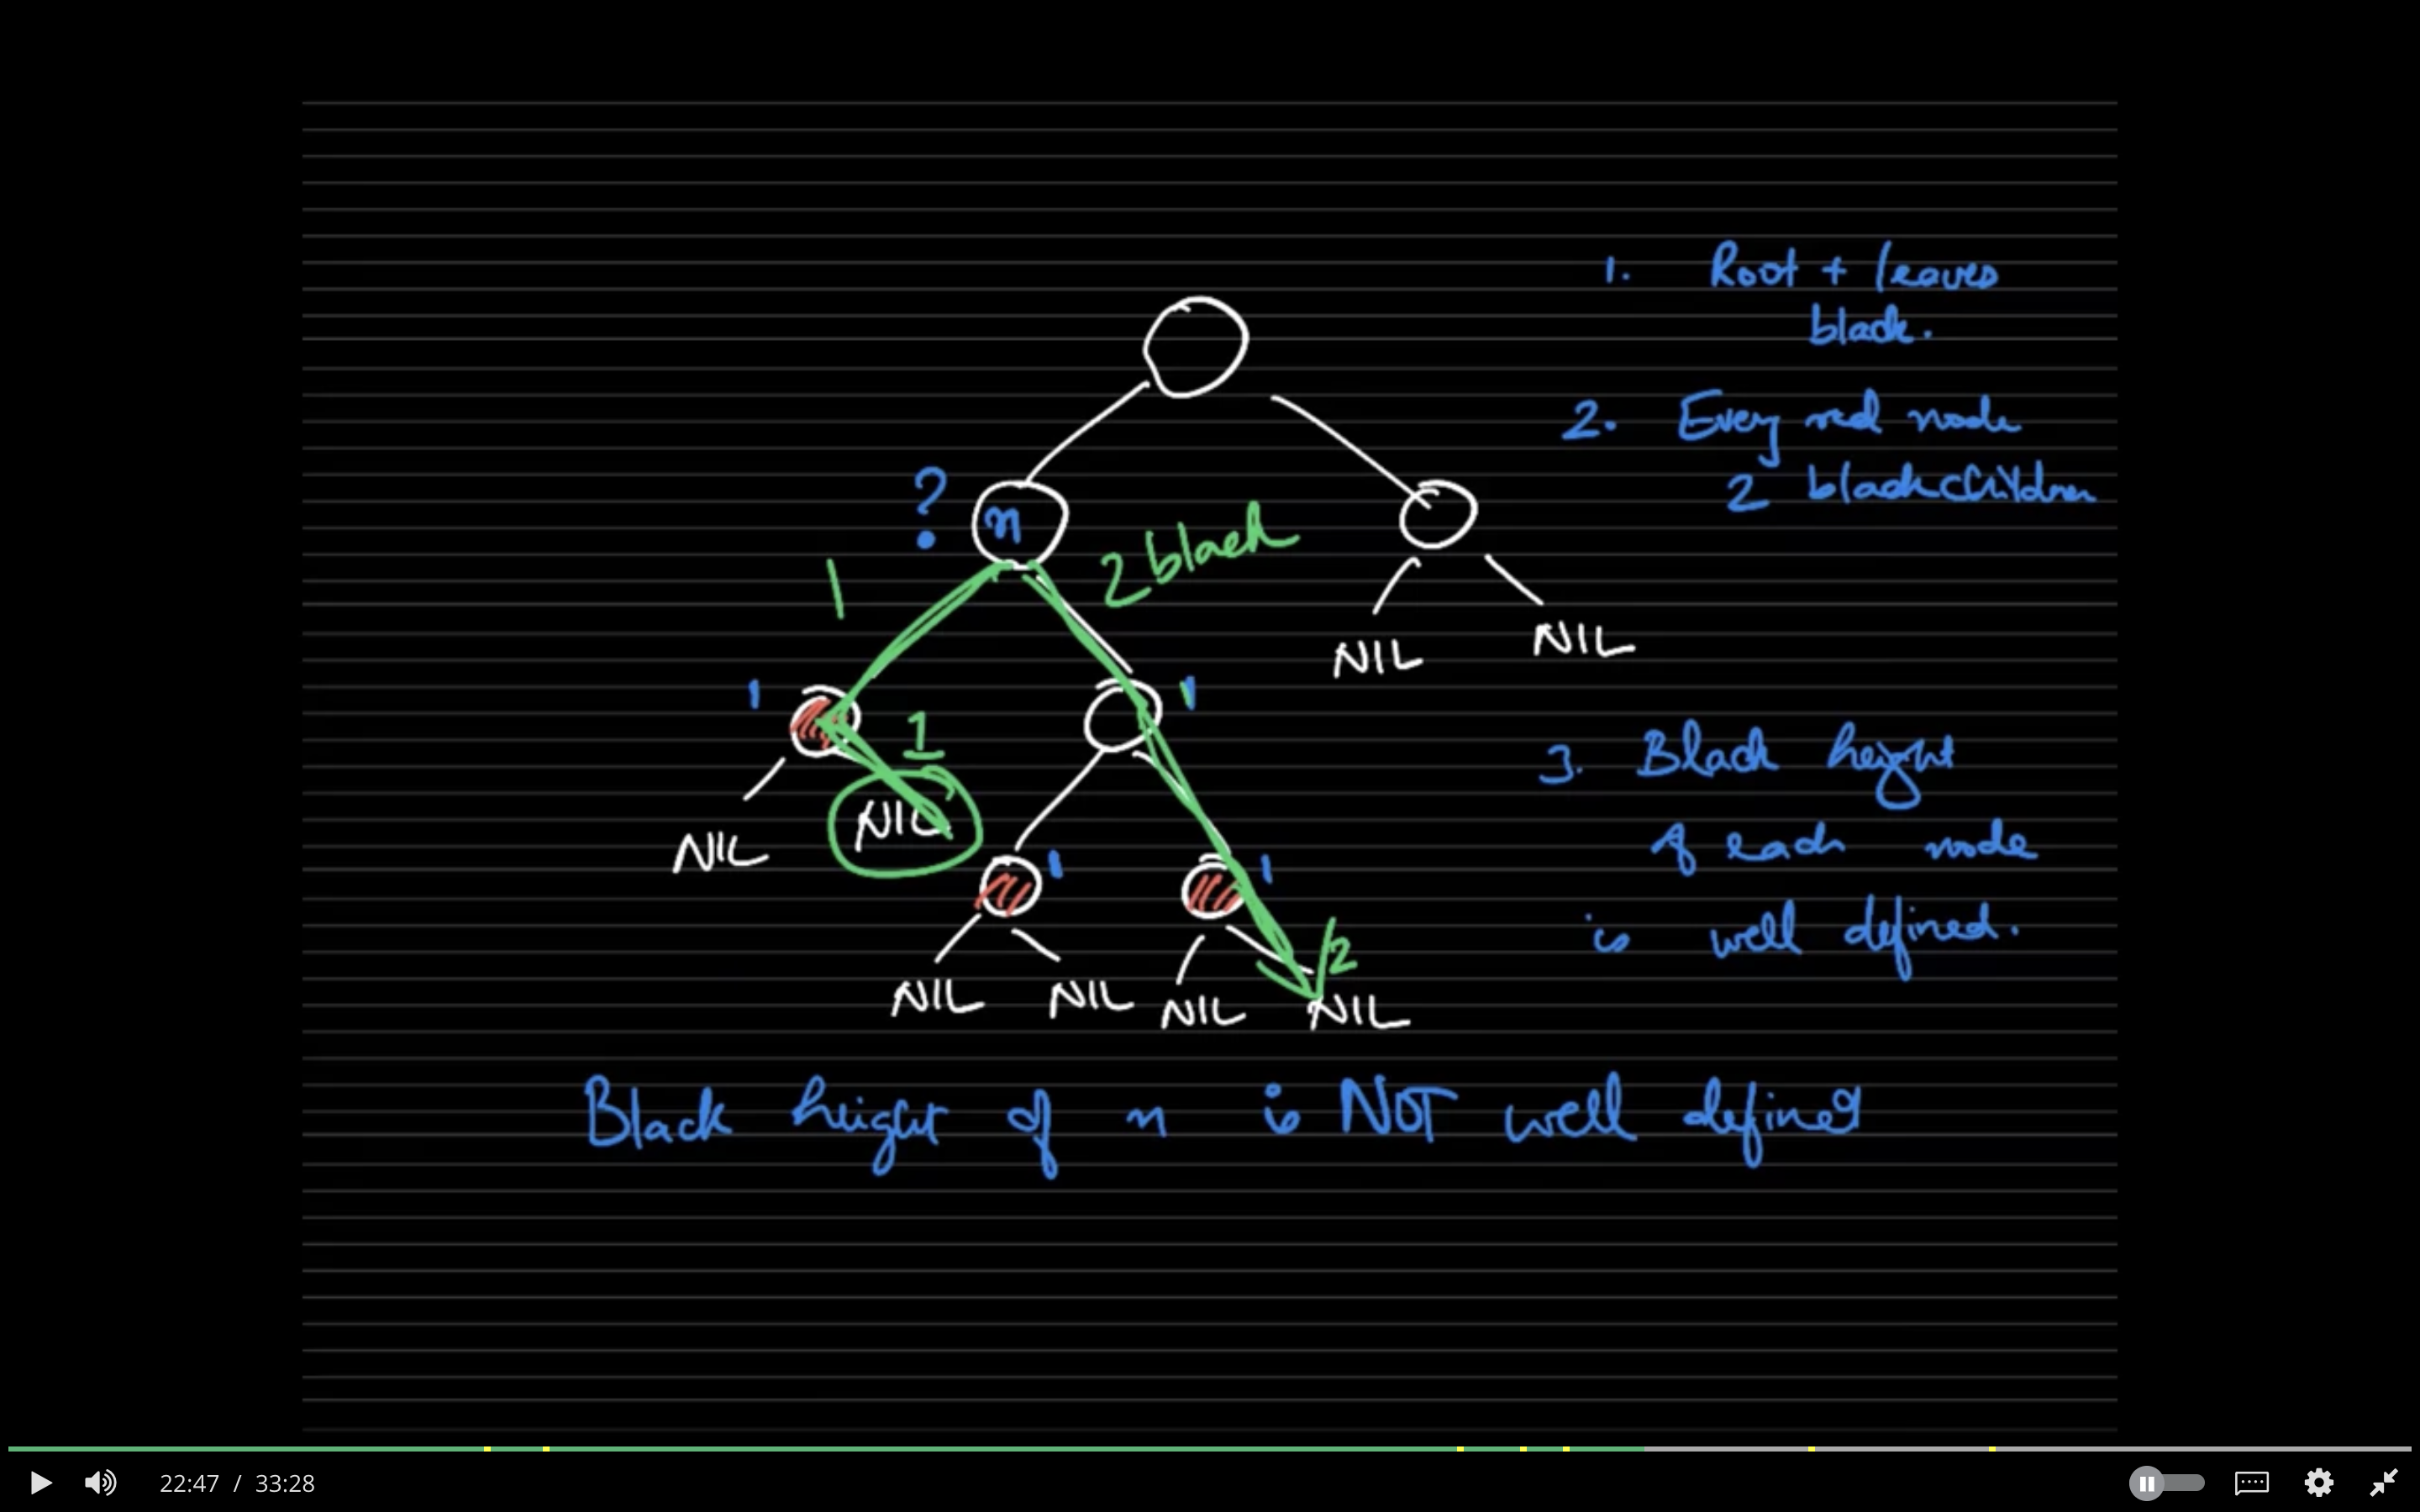 1. Root + leaves
black.
2. Every red node
2 black children
?
n
2 black
1
NIL
NIL
1
1
1
3. Black height
of each node
is well defined.
NIL
NIL
1
1
2
NIL
NIL
NIL
NIL
Black height of n is NOT well defined
22:47 / 33:28